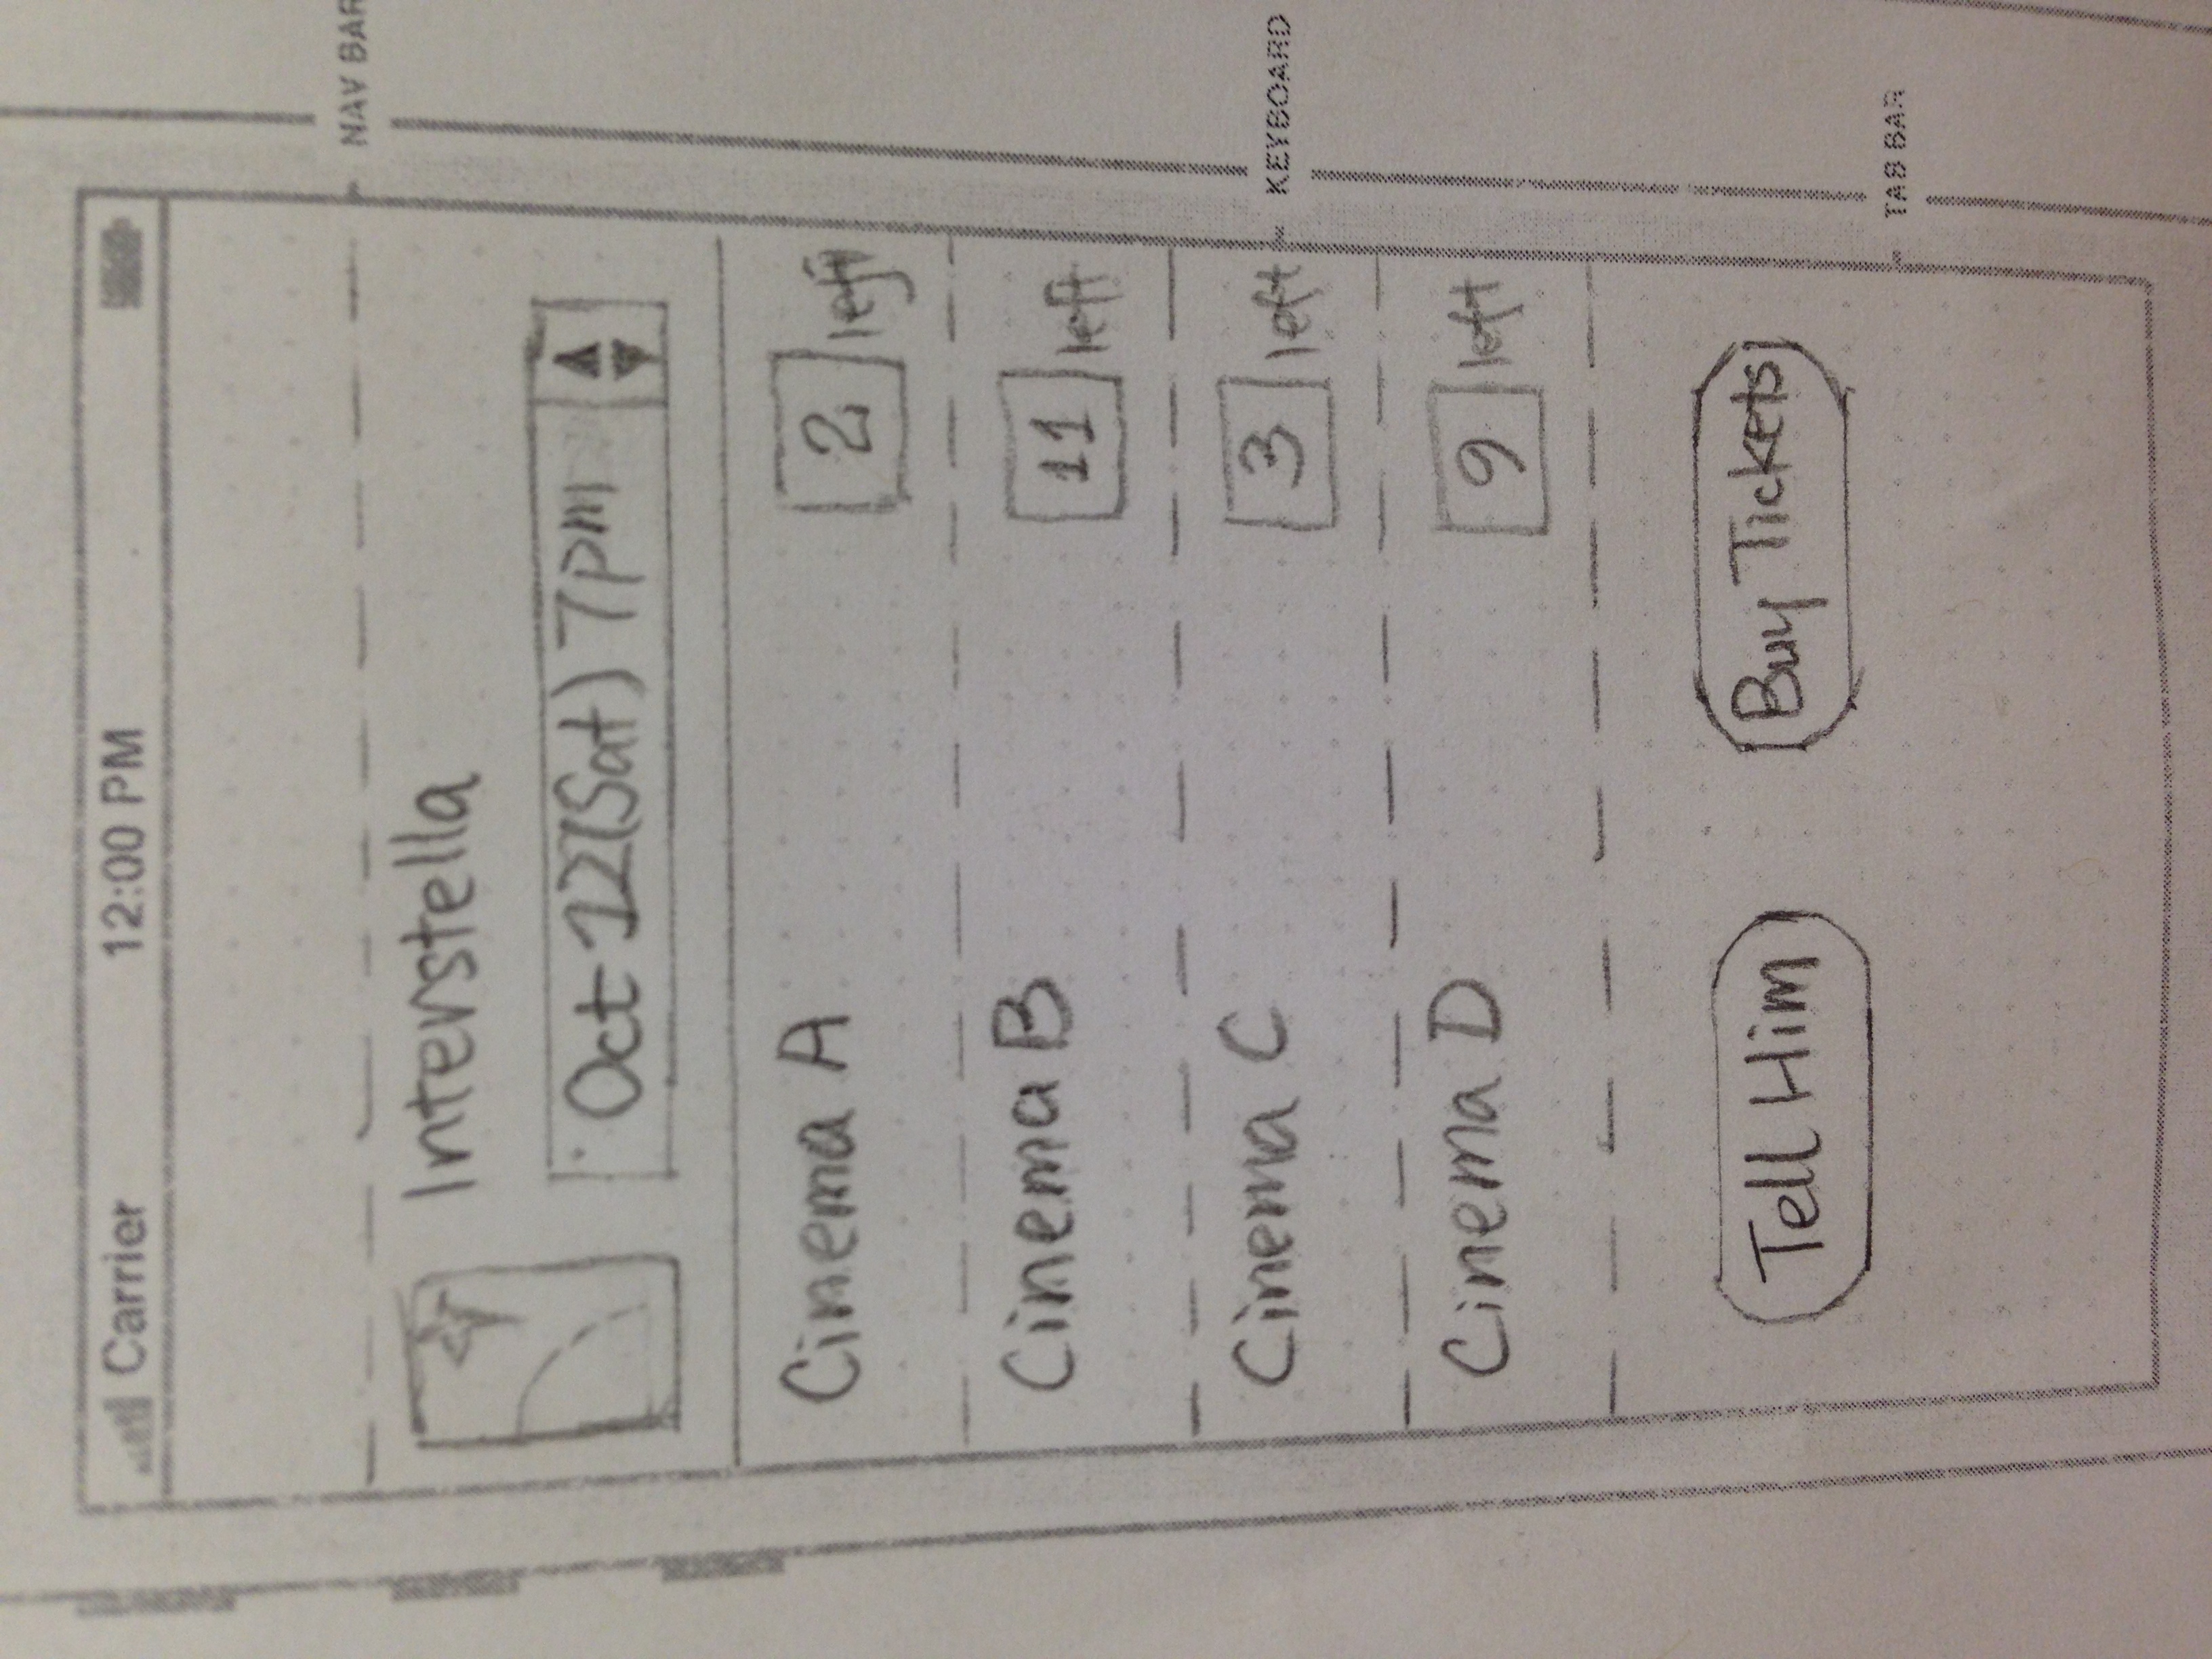 Carrier 12:00 PM
NAV BAR
Interstella
Oct 12(Sat) 7pm
Cinema A 2 left
Cinema B 11 left
Cinema C 3 left
KEYBOARD
Cinema D 9 left
Tell Him Buy Tickets
TAB BAR